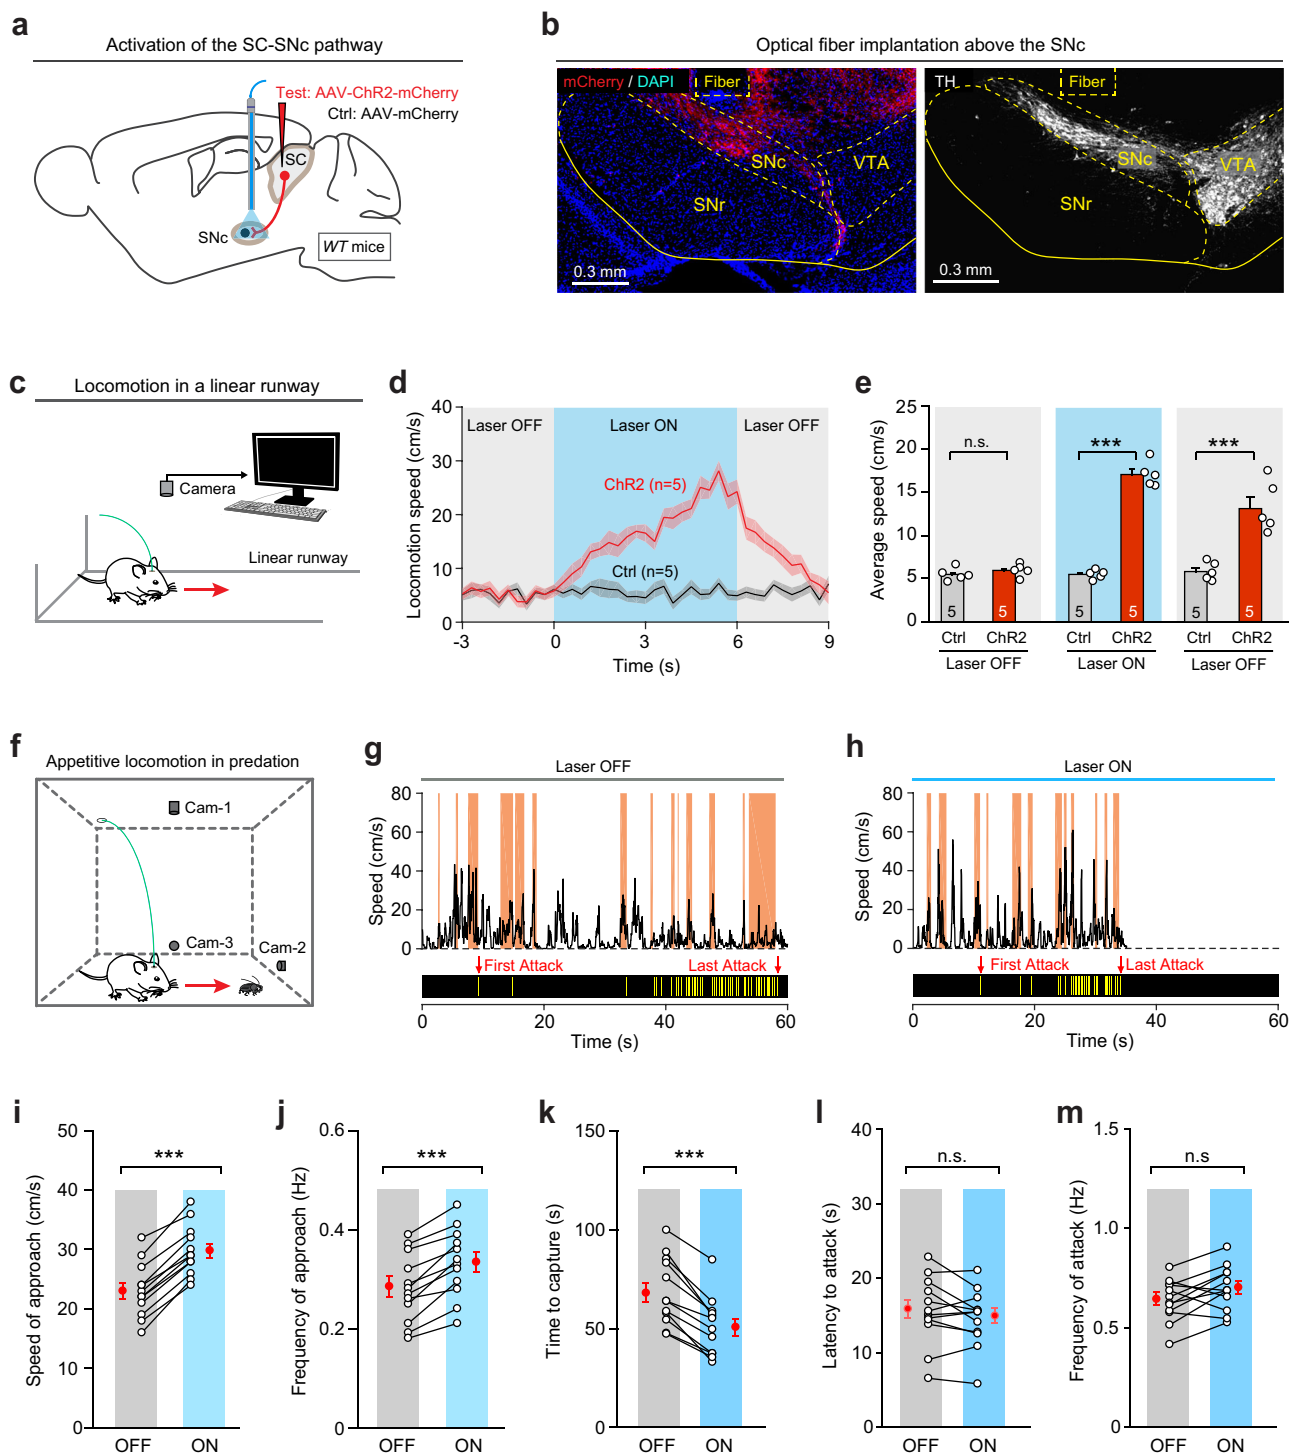 a
Activation of the SC-SNc pathway
Test: AAV-ChR2-mCherry
Ctrl: AAV-mCherry
SC
SNc
WT mice
b
Optical fiber implantation above the SNc
mCherry / DAPI
Fiber
SNc
VTA
SNr
0.3 mm
TH
Fiber
SNc
VTA
SNr
0.3 mm
c
Locomotion in a linear runway
Camera
Linear runway
d
Locomotion speed (cm/s)
40
30
20
10
0
Laser OFF
Laser ON
Laser OFF
ChR2 (n=5)
Ctrl (n=5)
-3
0
3
6
9
Time (s)
e
Average speed (cm/s)
25
20
15
10
5
0
n.s.
***
***
5
5
5
5
5
5
Ctrl
ChR2
Ctrl
ChR2
Ctrl
ChR2
Laser OFF
Laser ON
Laser OFF
f
Appetitive locomotion in predation
Cam-1
Cam-3
Cam-2
g
Laser OFF
Speed (cm/s)
80
60
40
20
0
First Attack
Last Attack
0
20
40
60
Time (s)
h
Laser ON
Speed (cm/s)
80
60
40
20
0
First Attack
Last Attack
0
20
40
60
Time (s)
i
Speed of approach (cm/s)
50
40
30
20
10
0
***
OFF
ON
j
Frequency of approach (Hz)
0.6
0.4
0.2
0
***
OFF
ON
k
Time to capture (s)
150
100
50
0
***
OFF
ON
l
Latency to attack (s)
40
30
20
10
0
n.s.
OFF
ON
m
Frequency of attack (Hz)
1.5
1.0
0.5
0
n.s
OFF
ON